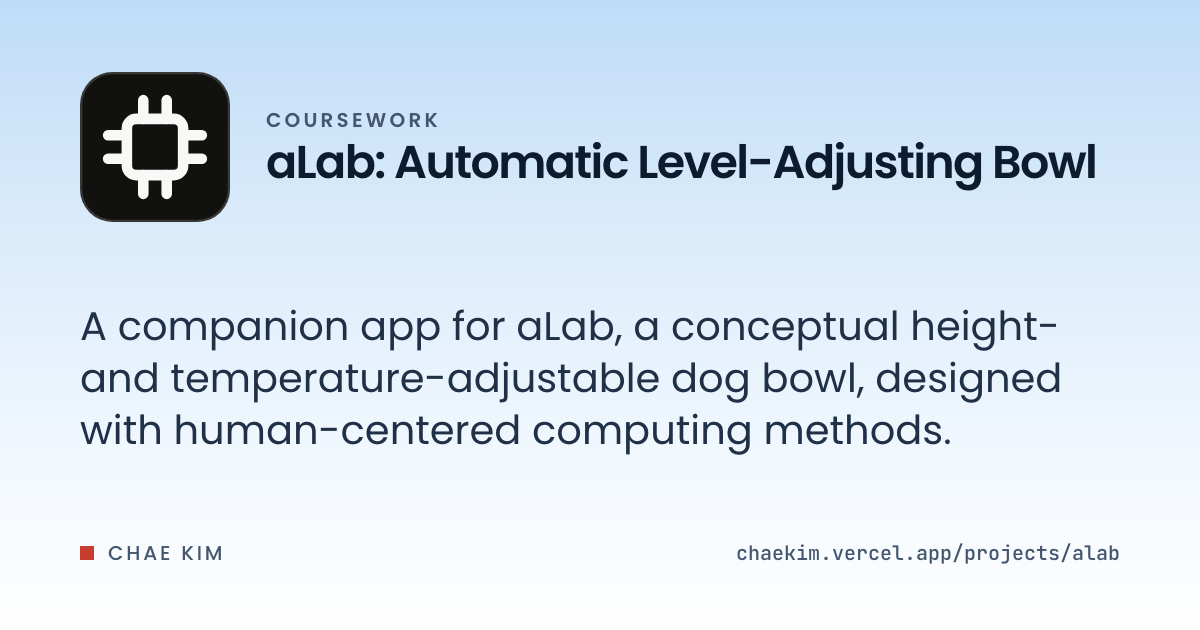 COURSEWORK
aLab: Automatic Level-Adjusting Bowl
A companion app for aLab, a conceptual height-
and temperature-adjustable dog bowl, designed
with human-centered computing methods.
CHAE KIM
chaekim.vercel.app/projects/alab